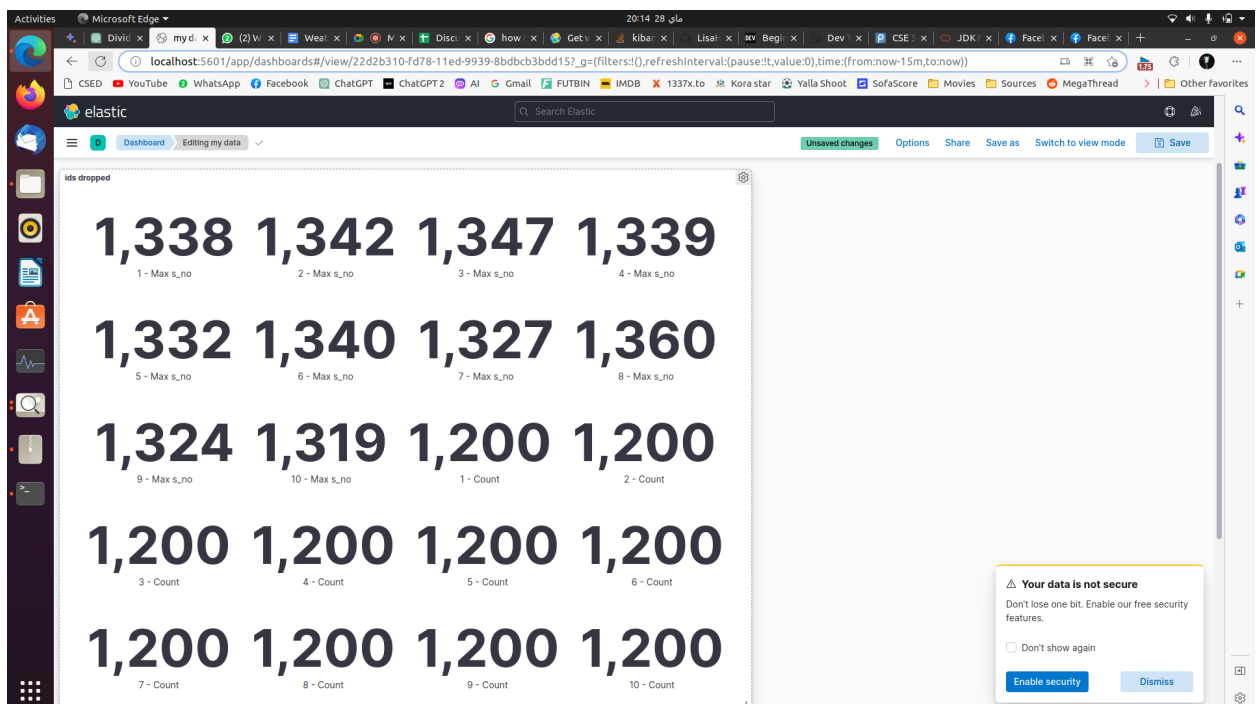 Activities Microsoft Edge 20:14 28 ماي
Divid my da (2) W Weat M Discu how Get v kibar LisaH Begi Dev T CSE 3 JDK Facel Facel
localhost:5601/app/dashboards#/view/22d2b310-fd78-11ed-9939-8bdbcb3bdd15?_g=(filters:!(),refreshInterval:(pause:!t,value:0),time:(from:now-15m,to:now))
1.75
CSED YouTube WhatsApp Facebook ChatGPT ChatGPT 2 AI Gmail FUTBIN IMDB 1337x.to Kora star Yalla Shoot SofaScore Movies Sources MegaThread Other favorites
elastic Search Elastic
D Dashboard Editing my data Unsaved changes Options Share Save as Switch to view mode Save
ids dropped
1,338 1,342 1,347 1,339
1 - Max s_no 2 - Max s_no 3 - Max s_no 4 - Max s_no
1,332 1,340 1,327 1,360
5 - Max s_no 6 - Max s_no 7 - Max s_no 8 - Max s_no
1,324 1,319 1,200 1,200
9 - Max s_no 10 - Max s_no 1 - Count 2 - Count
1,200 1,200 1,200 1,200
3 - Count 4 - Count 5 - Count 6 - Count
1,200 1,200 1,200 1,200
7 - Count 8 - Count 9 - Count 10 - Count
Your data is not secure
Don't lose one bit. Enable our free security
features.
Don't show again
Enable security Dismiss